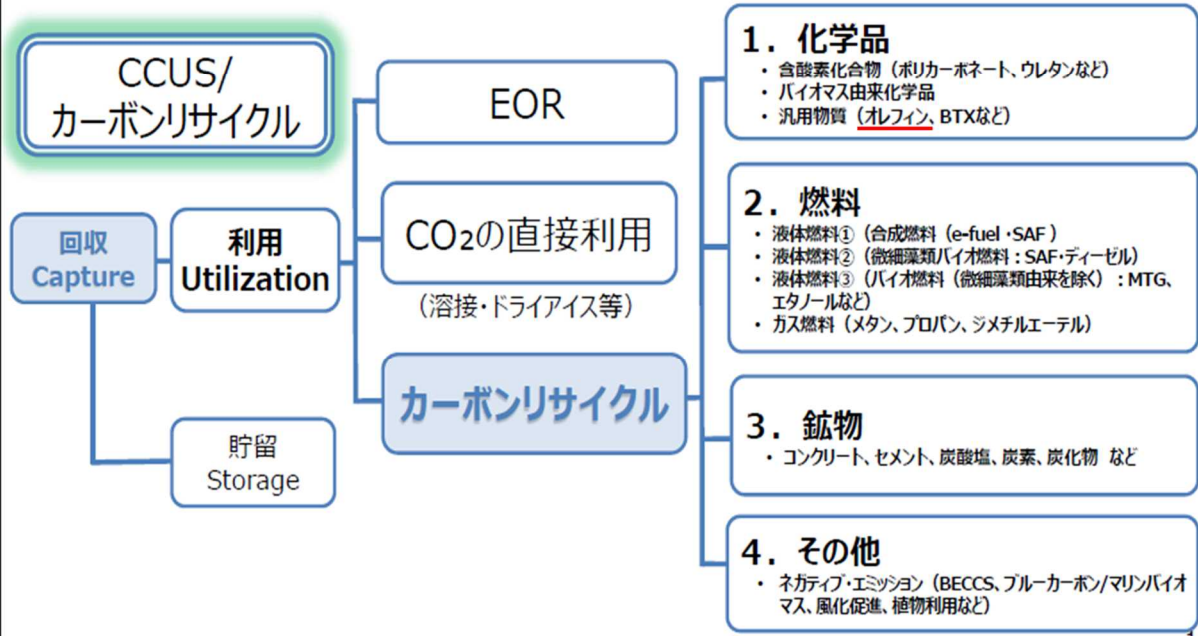 CCUS/
カーボンリサイクル
回収
Capture
利用
Utilization
貯留
Storage
EOR
CO₂の直接利用
（溶接・ドライアイス等）
カーボンリサイクル
１．化学品
・ 含酸素化合物（ポリカーボネート、ウレタンなど）
・ バイオマス由来化学品
・ 汎用物質（オレフィン、BTXなど）
２．燃料
・ 液体燃料①（合成燃料（e-fuel・SAF）
・ 液体燃料②（微細藻類バイオ燃料：SAF・ディーゼル）
・ 液体燃料③（バイオ燃料（微細藻類由来を除く）：MTG、
エタノールなど）
・ ガス燃料（メタン、プロパン、ジメチルエーテル）
３．鉱物
・ コンクリート、セメント、炭酸塩、炭素、炭化物 など
４．その他
・ ネガティブ・エミッション（BECCS、ブルーカーボン/マリンバイオ
マス、風化促進、植物利用など）